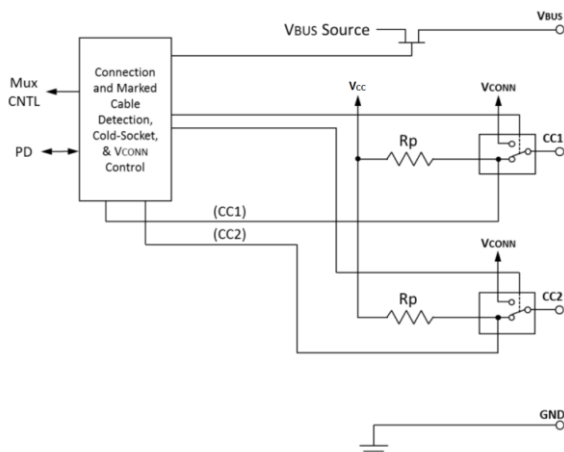 VBUS Source
VBUS
Mux
CNTL
PD
Connection
and Marked
Cable
Detection,
Cold-Socket,
& VCONN
Control
VCC
VCONN
Rp
CC1
(CC1)
(CC2)
VCONN
Rp
CC2
GND